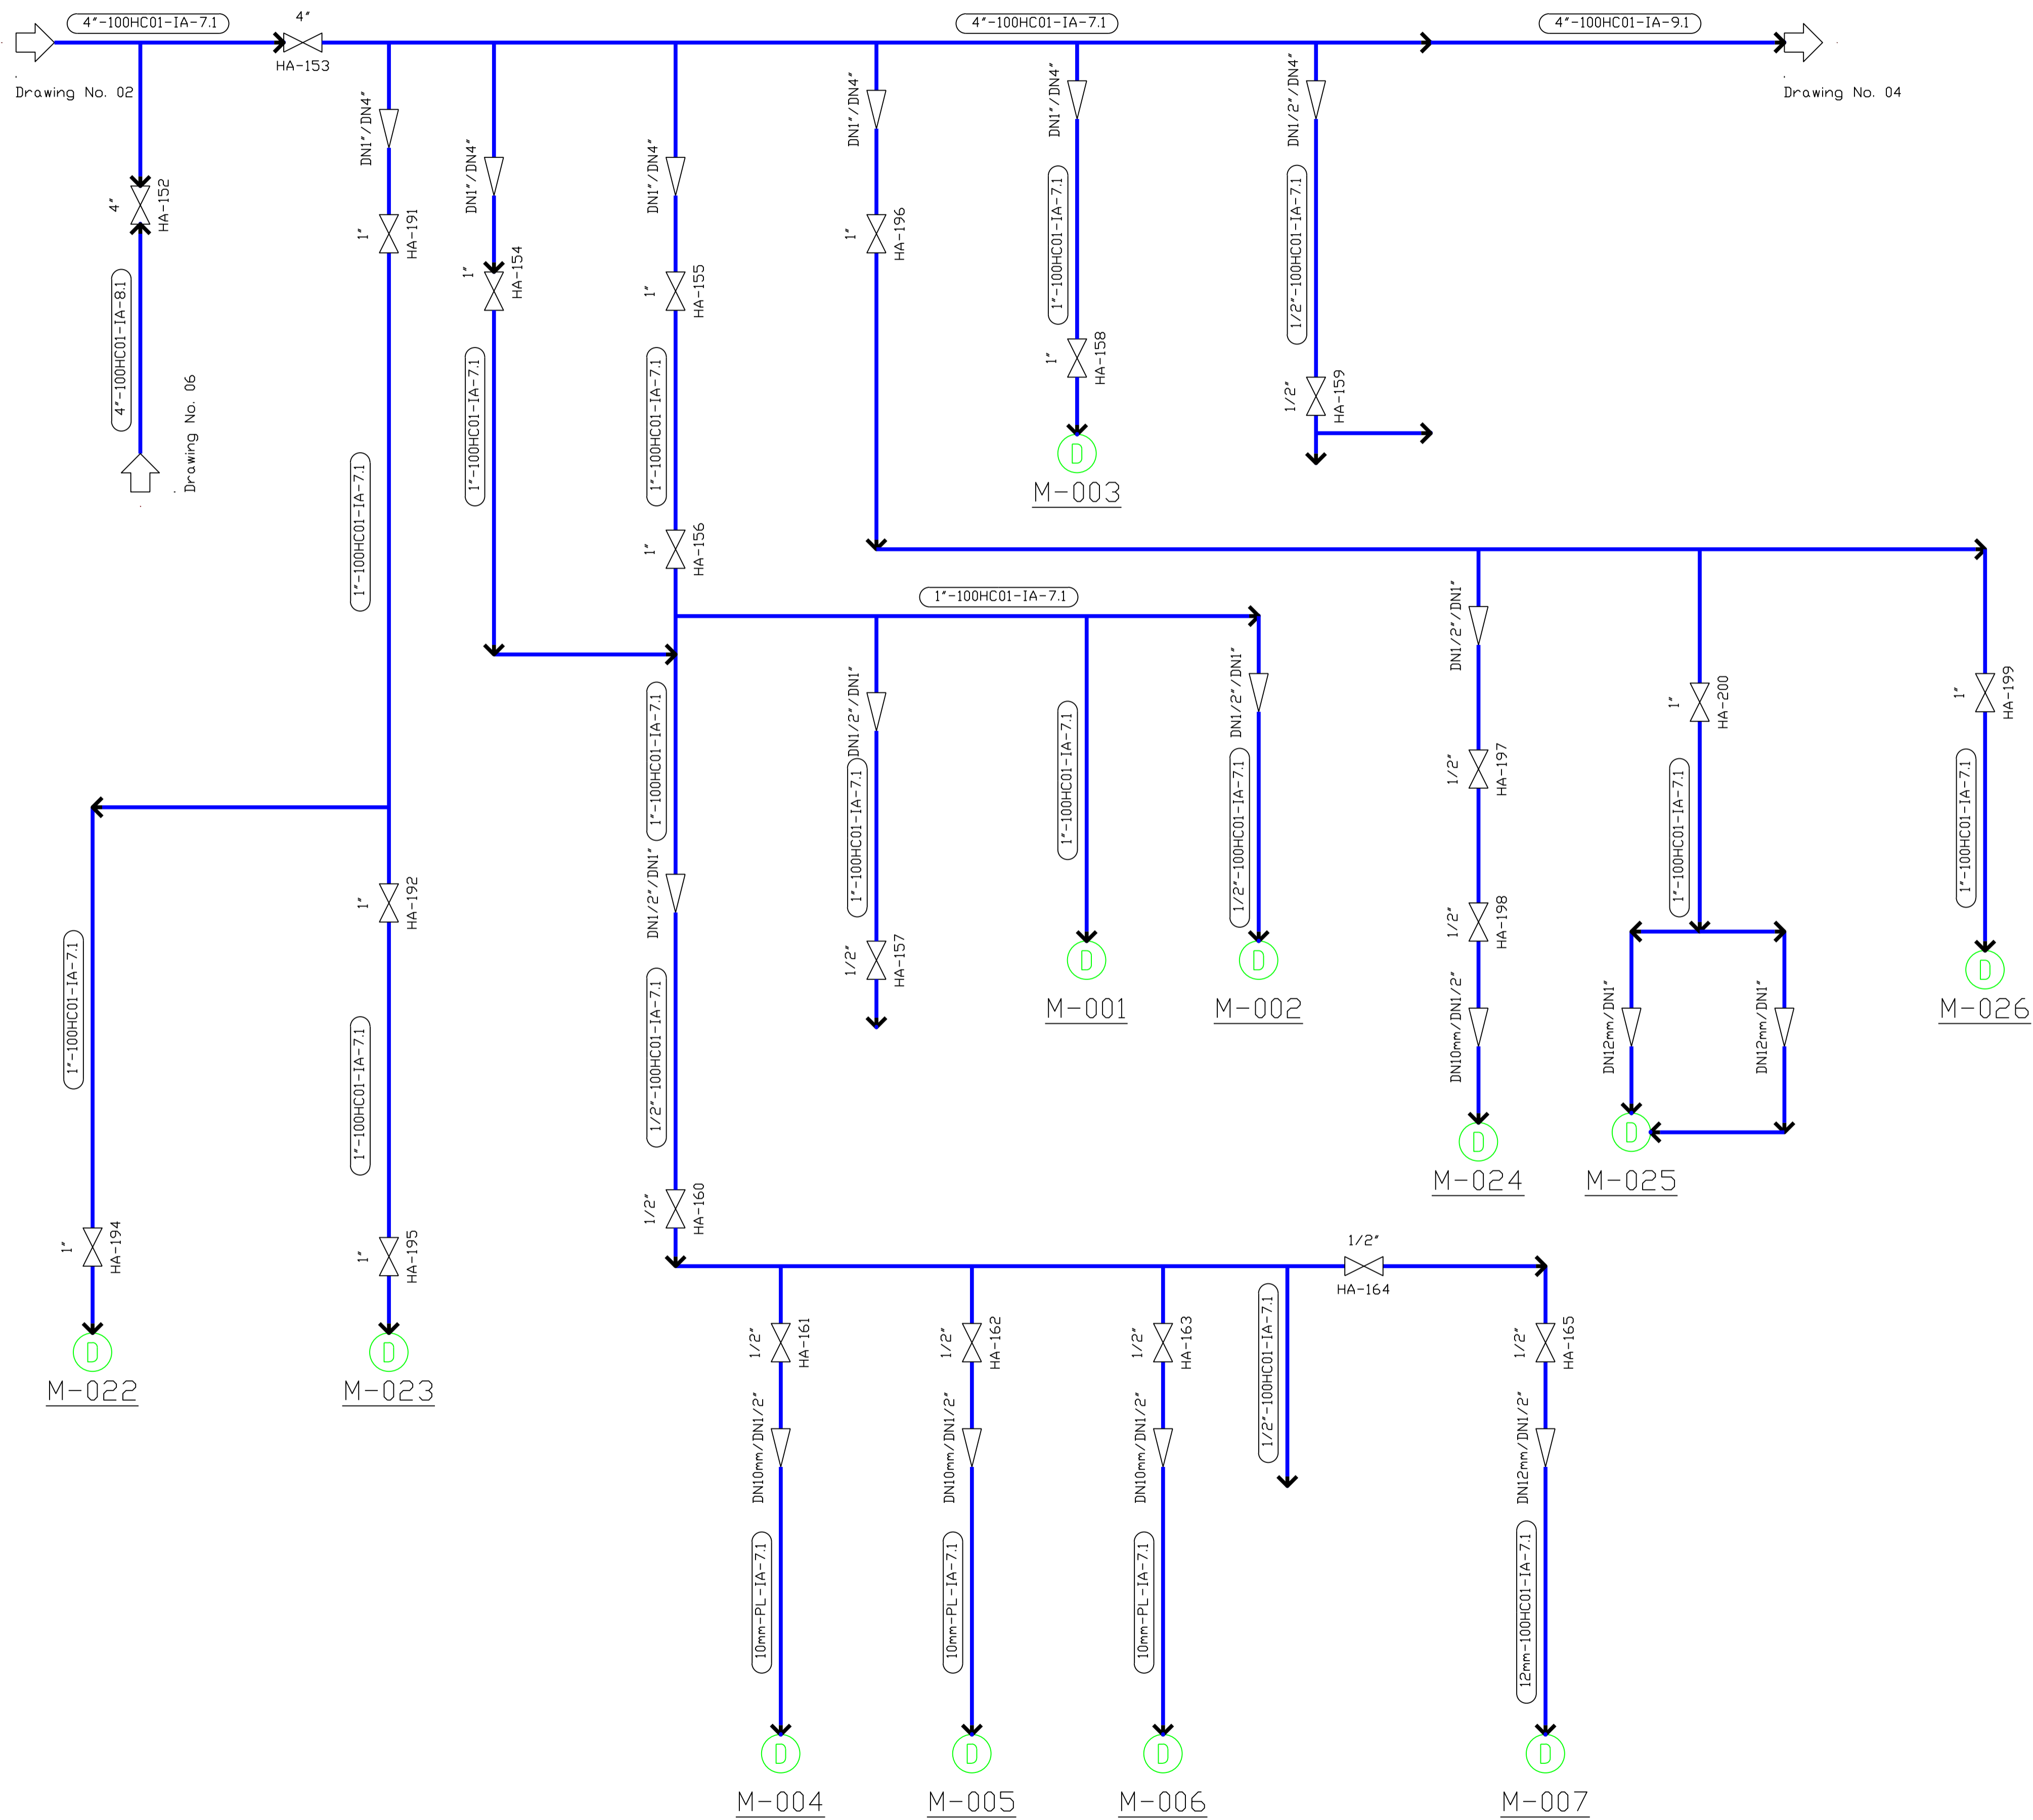 4"-100HC01-IA-7.1
4"
4"-100HC01-IA-7.1
4"-100HC01-IA-9.1
HA-153
Drawing No. 02
Drawing No. 04
DN1"/DN4"
DN1"/DN4"
DN1"/DN4"
DN1"/DN4"
DN1"/DN4"
DN1/2"/DN4"
4"
HA-152
1"
HA-191
1"
HA-154
1"
HA-155
1"
HA-196
1"-100HC01-IA-7.1
1/2"-100HC01-IA-7.1
4"-100HC01-IA-8.1
Drawing No. 06
1"
HA-158
1/2"
HA-159
1"-100HC01-IA-7.1
1"-100HC01-IA-7.1
1"-100HC01-IA-7.1
M-003
1"
HA-156
1"-100HC01-IA-7.1
DN1/2"/DN1"
DN1/2"/DN1"
DN1/2"/DN1"
1"
HA-200
1"
HA-199
1"-100HC01-IA-7.1
1"-100HC01-IA-7.1
1"-100HC01-IA-7.1
1/2"-100HC01-IA-7.1
1/2"
HA-197
1"-100HC01-IA-7.1
1"-100HC01-IA-7.1
1"
HA-192
DN1/2"/DN1"
1/2"
HA-157
1/2"
HA-198
1"-100HC01-IA-7.1
1"-100HC01-IA-7.1
1/2"-100HC01-IA-7.1
D
D
D
M-001
M-002
M-026
DN10mm/DN1/2"
DN12mm/DN1"
DN12mm/DN1"
D
D
M-024
M-025
1"
HA-194
1"
HA-195
1/2"
HA-160
1/2"
HA-164
D
D
M-022
M-023
1/2"
HA-161
1/2"
HA-162
1/2"
HA-163
1/2"-100HC01-IA-7.1
1/2"
HA-165
DN10mm/DN1/2"
DN10mm/DN1/2"
DN10mm/DN1/2"
DN12mm/DN1/2"
10mm-PL-IA-7.1
10mm-PL-IA-7.1
10mm-PL-IA-7.1
12mm-100HC01-IA-7.1
D
D
D
D
M-004
M-005
M-006
M-007
D